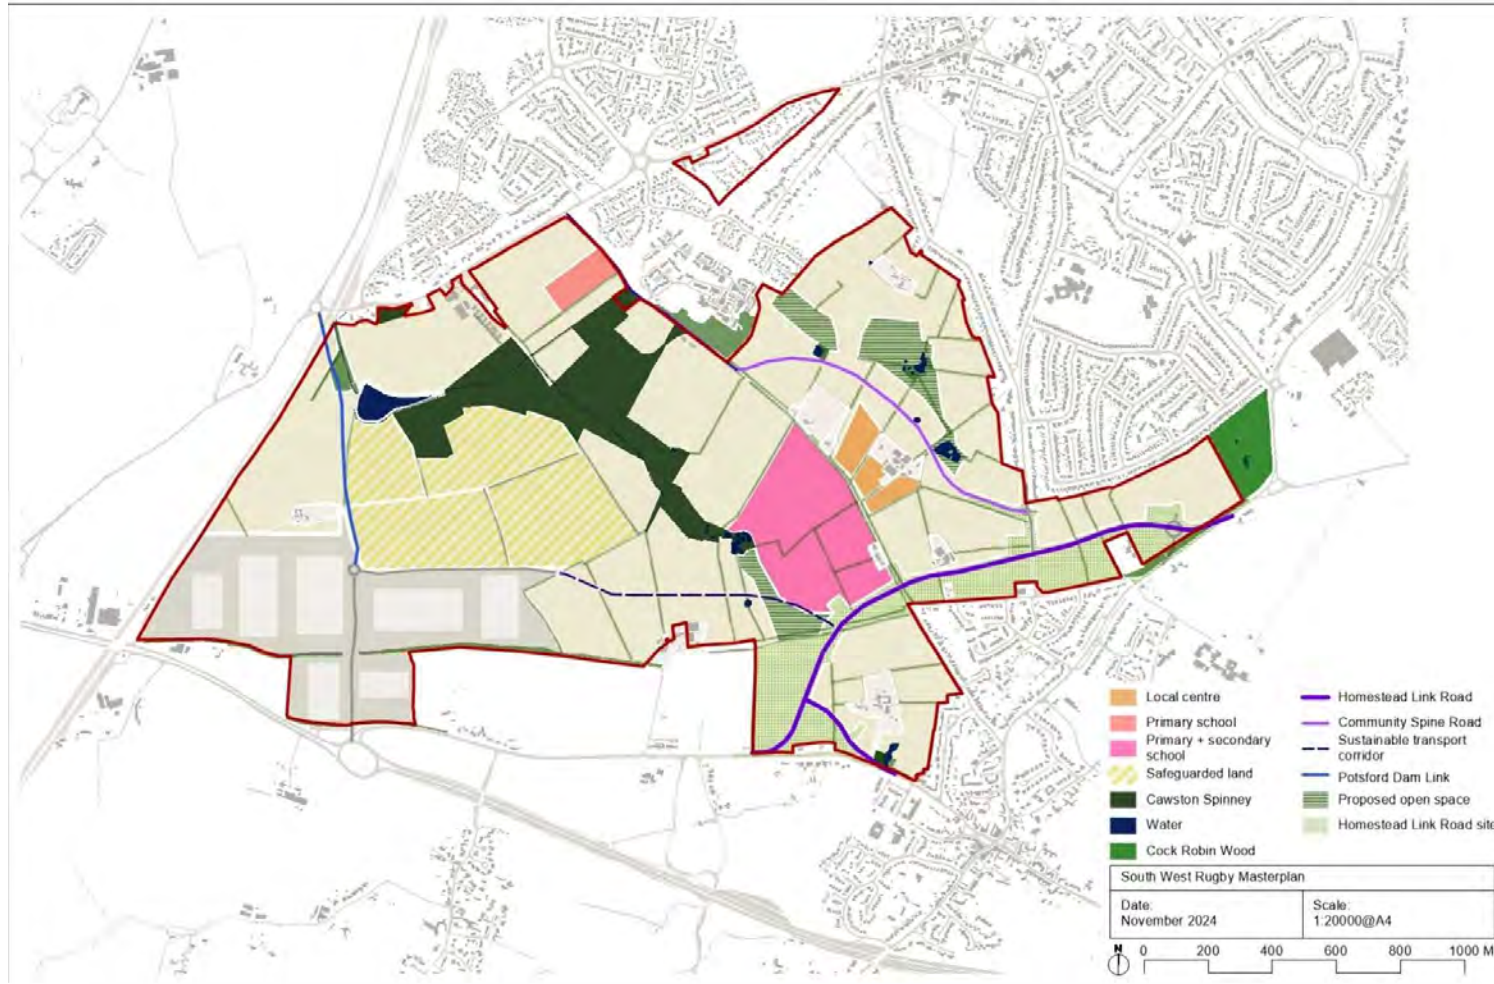 Local centre
Primary school
Primary + secondary
school
Safeguarded land
Cawston Spinney
Water
Cock Robin Wood
Homestead Link Road
Community Spine Road
Sustainable transport
corridor
Potsford Dam Link
Proposed open space
Homestead Link Road site
South West Rugby Masterplan
Date:
November 2024
Scale:
1:20000@A4
N
0 200 400 600 800 1000 M